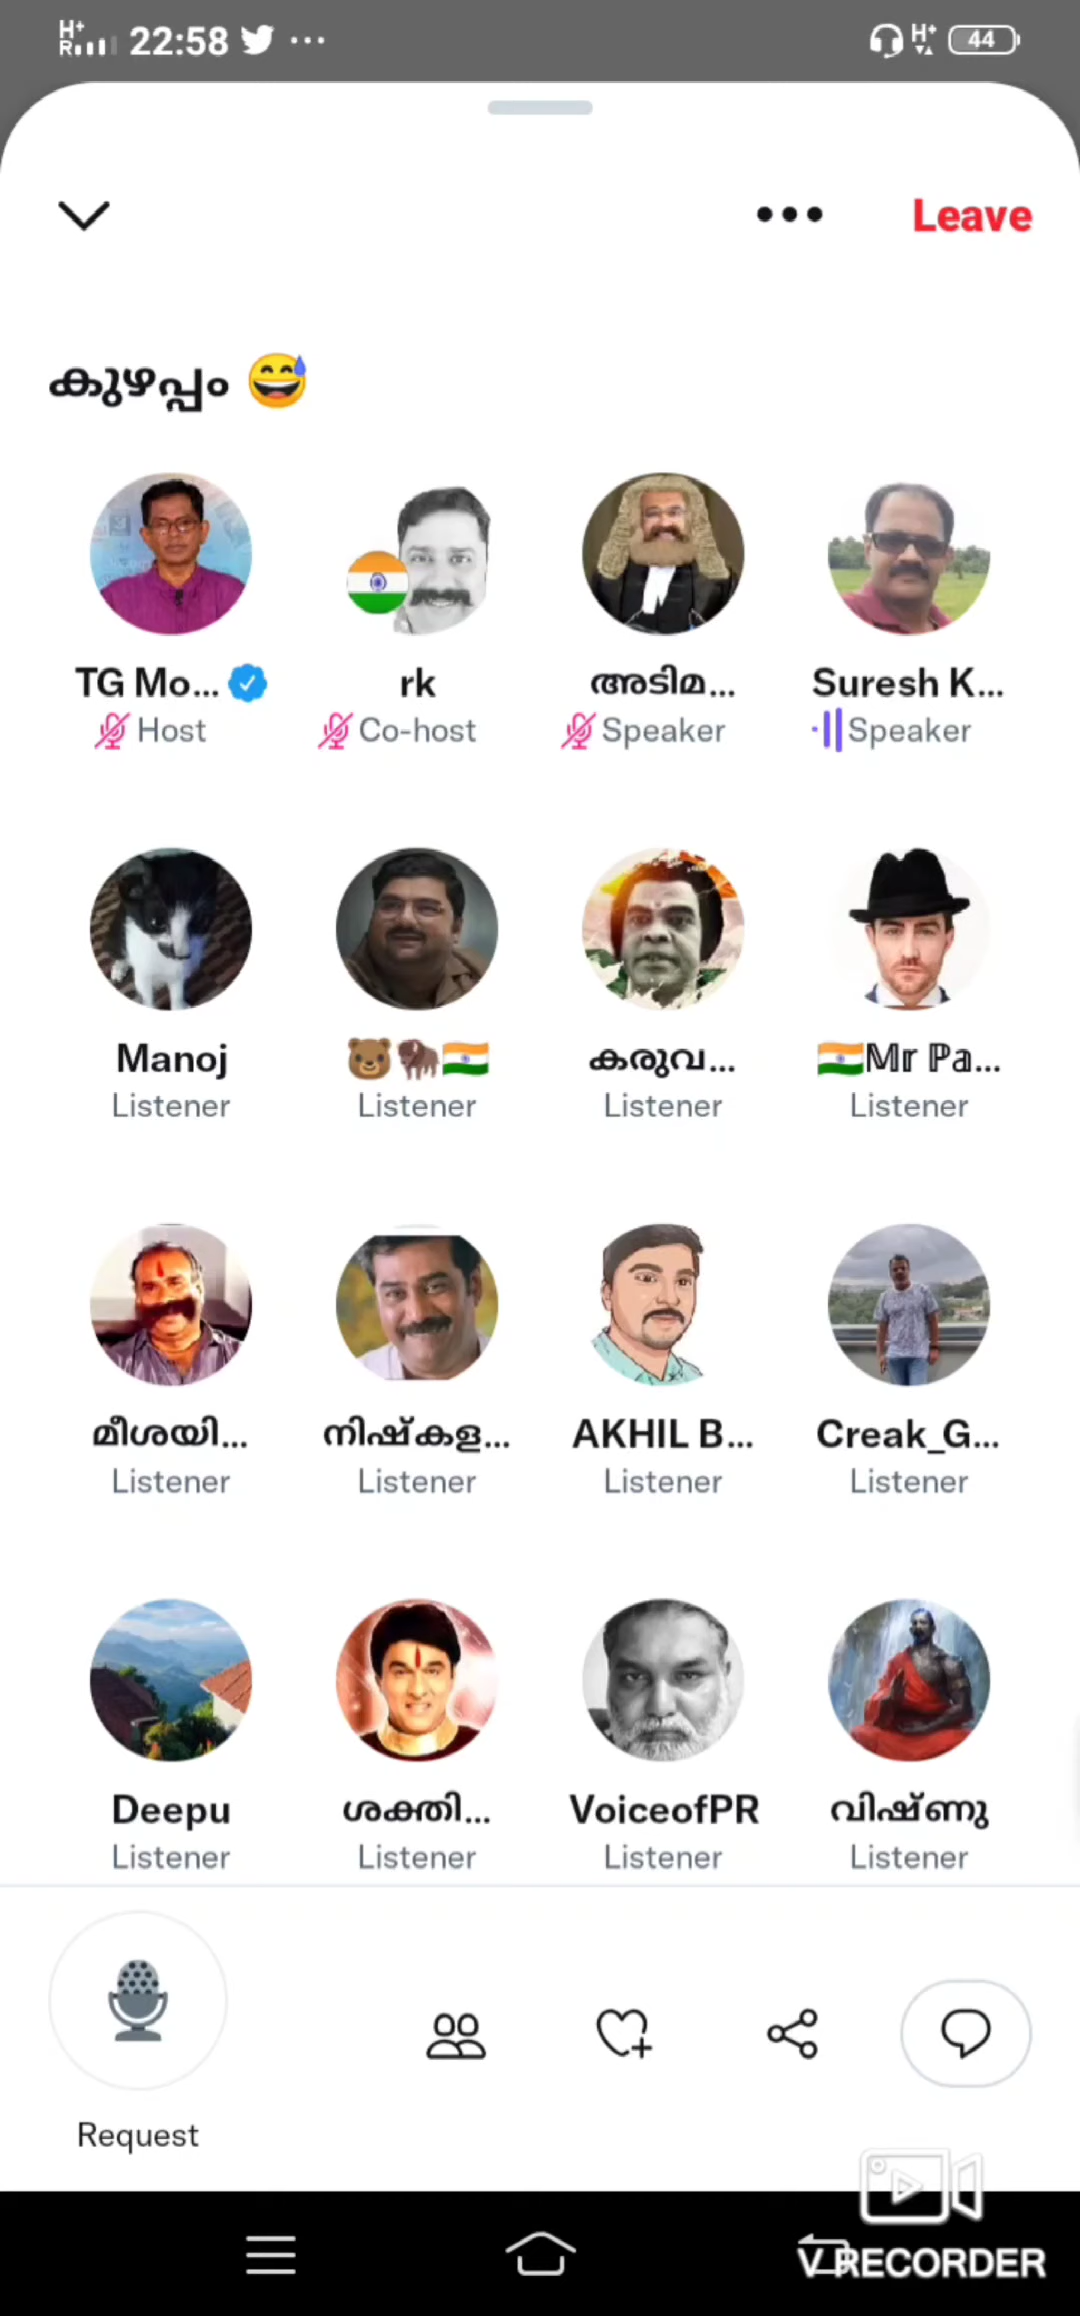 H+ R 22:58 ... H+ 44
Leave
കുഴപ്പം 😅
TG Mo... rk അടിമ... Suresh K...
Host Co-host Speaker Speaker
Manoj 🐻🦬🇮🇳 കരുവ... 🇮🇳Mr ℙa...
Listener Listener Listener Listener
മീശയി... നിഷ്കള... AKHIL B... Creak_G...
Listener Listener Listener Listener
Deepu ശക്തി... VoiceofPR വിഷ്ണു
Listener Listener Listener Listener
Request
V RECORDER